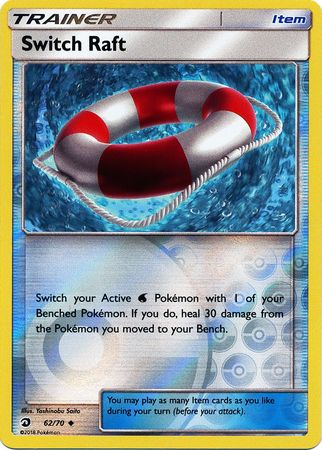 TRAINER
Item
Switch Raft
Switch your Active Pokémon with 1 of your
Benched Pokémon. If you do, heal 30 damage from
the Pokémon you moved to your Bench.
Illus. Yoshinobu Saito
62/70
©2018 Pokémon
You may play as many Item cards as you like
during your turn (before your attack).